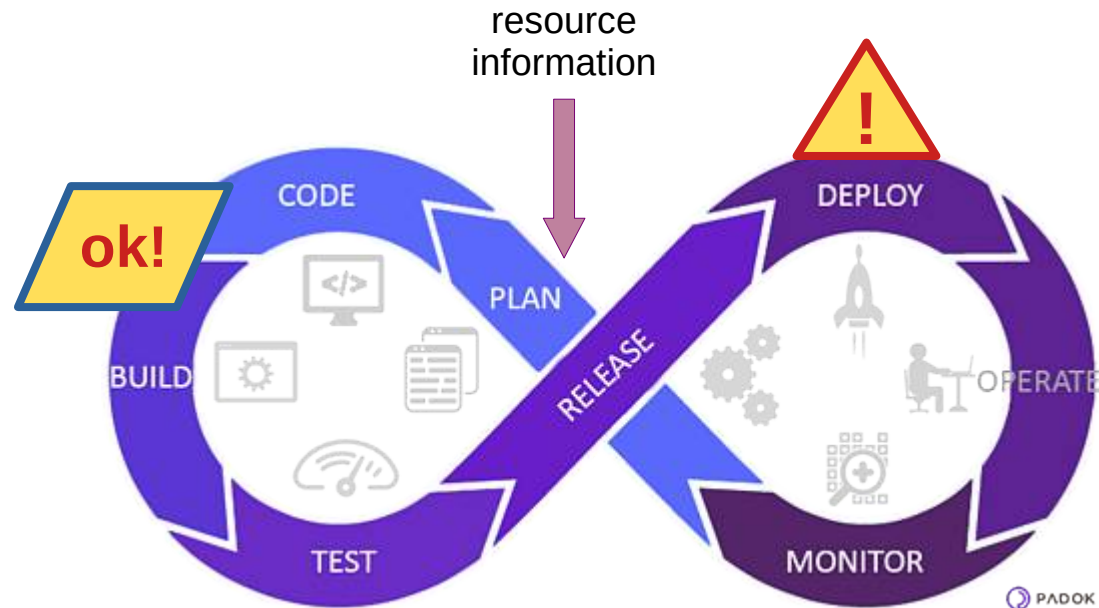 resource
information
!
CODE
DEPLOY
ok!
</>
PLAN
RELEASE
BUILD
OPERATE
TEST
MONITOR
PADOK